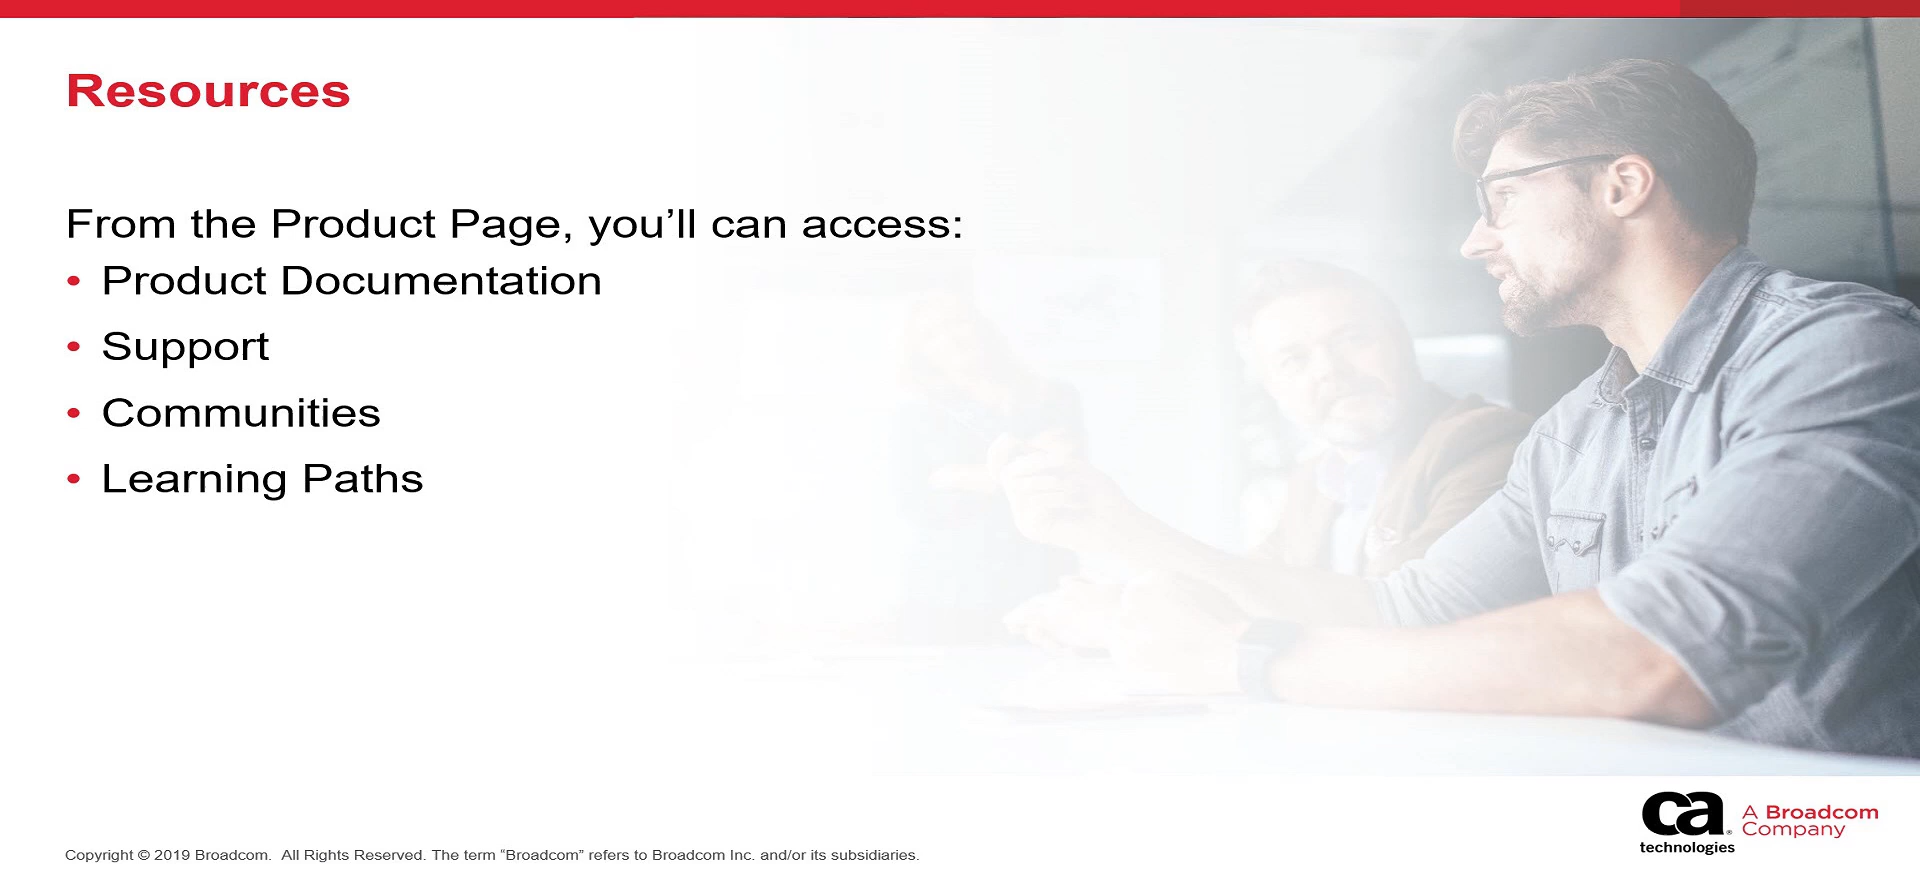 Resources
From the Product Page, you’ll can access:
• Product Documentation
• Support
• Communities
• Learning Paths
ca
technologies
A Broadcom
Company
Copyright © 2019 Broadcom.  All Rights Reserved. The term “Broadcom” refers to Broadcom Inc. and/or its subsidiaries.